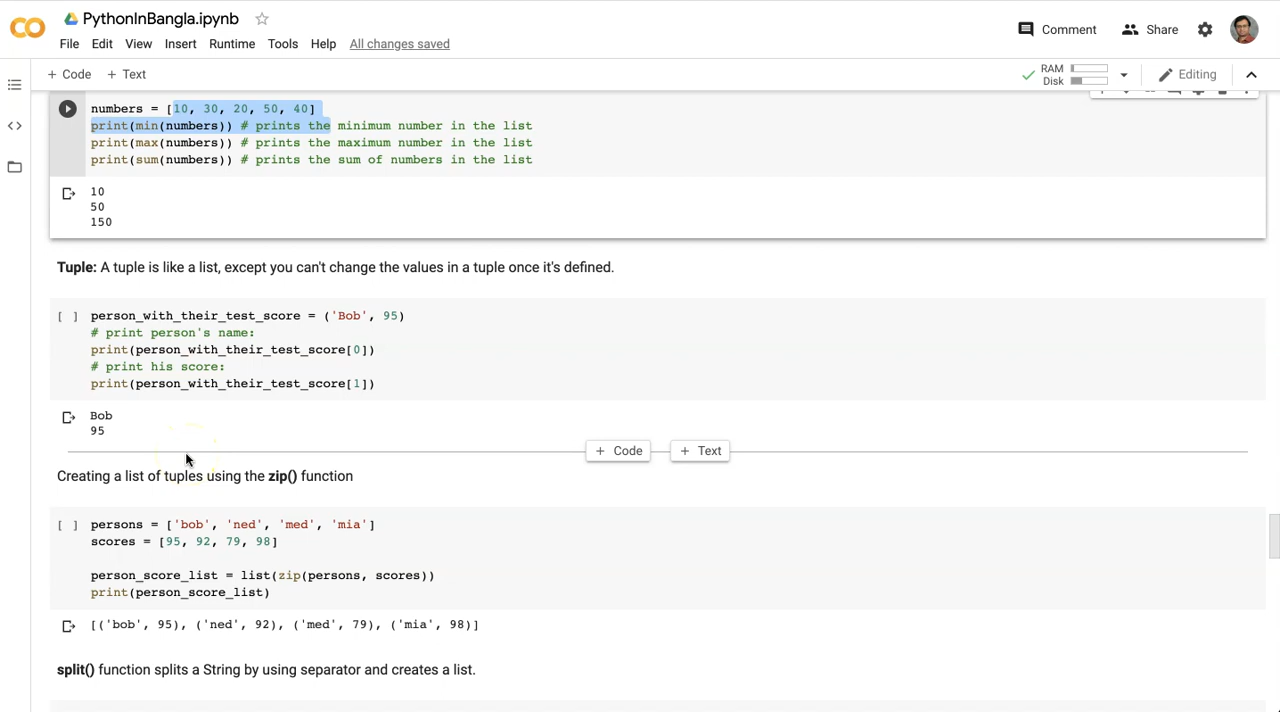 PythonInBangla.ipynb
Comment
Share
File Edit View Insert Runtime Tools Help All changes saved
+ Code + Text
RAM
Disk
Editing
numbers = [10, 30, 20, 50, 40]
print(min(numbers)) # prints the minimum number in the list
print(max(numbers)) # prints the maximum number in the list
print(sum(numbers)) # prints the sum of numbers in the list
10
50
150
Tuple: A tuple is like a list, except you can't change the values in a tuple once it's defined.
[ ] person_with_their_test_score = ('Bob', 95)
# print person's name:
print(person_with_their_test_score[0])
# print his score:
print(person_with_their_test_score[1])
Bob
95
+ Code + Text
Creating a list of tuples using the zip() function
[ ] persons = ['bob', 'ned', 'med', 'mia']
scores = [95, 92, 79, 98]
person_score_list = list(zip(persons, scores))
print(person_score_list)
[('bob', 95), ('ned', 92), ('med', 79), ('mia', 98)]
split() function splits a String by using separator and creates a list.